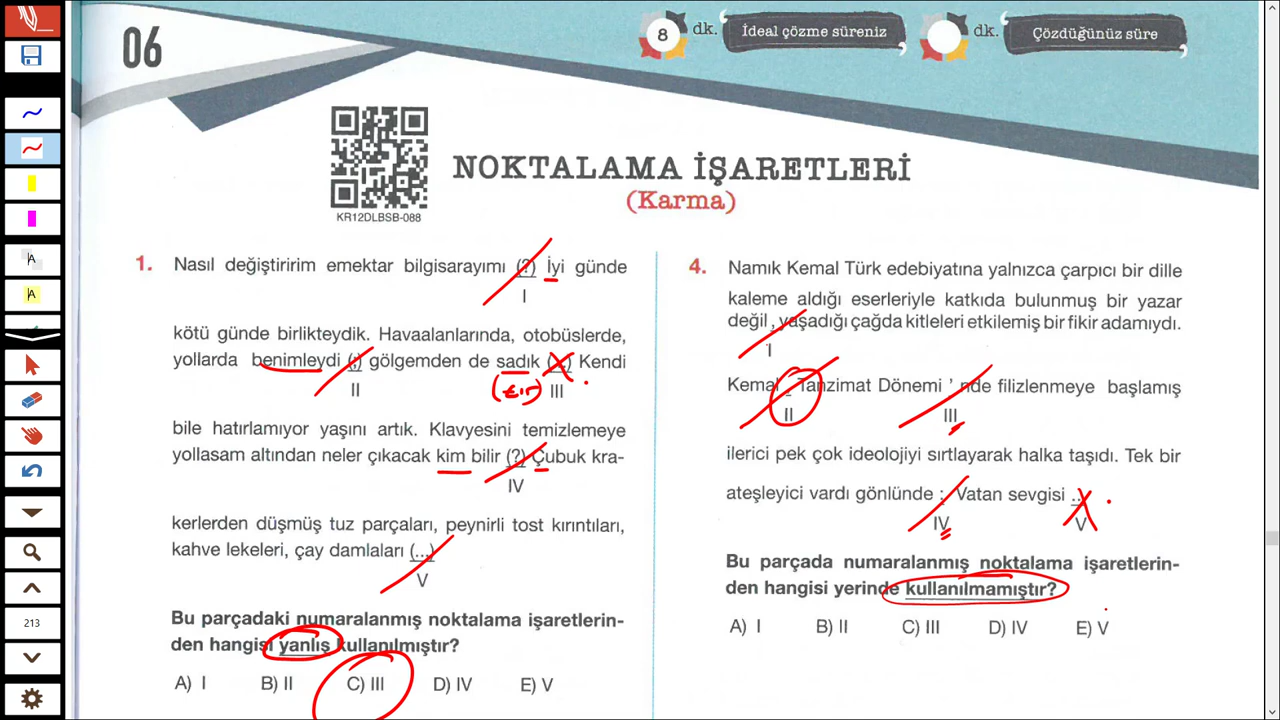 06
8 dk. İdeal çözme süreniz
dk. Çözdüğünüz süre
KR12DLBSB-088
NOKTALAMA İŞARETLERİ
(Karma)
1. Nasıl değiştiririm emektar bilgisarayımı (?) İyi günde
I
kötü günde birlikteydik. Havaalanlarında, otobüslerde,
yollarda benimleydi (;) gölgemden de sadık (...) Kendi
II
(tır)
III
bile hatırlamıyor yaşını artık. Klavyesini temizlemeye
yollasam altından neler çıkacak kim bilir (?) Çubuk kra-
IV
kerlerden düşmüş tuz parçaları, peynirli tost kırıntıları,
kahve lekeleri, çay damlaları (...)
V
Bu parçadaki numaralanmış noktalama işaretlerin-
den hangisi yanlış kullanılmıştır?
A) I B) II C) III D) IV E) V
4. Namık Kemal Türk edebiyatına yalnızca çarpıcı bir dille
kaleme aldığı eserleriyle katkıda bulunmuş bir yazar
değil , yaşadığı çağda kitleleri etkilemiş bir fikir adamıydı.
I
Kemal , Tanzimat Dönemi ' nde filizlenmeye başlamış
II III
ilerici pek çok ideolojiyi sırtlayarak halka taşıdı. Tek bir
ateşleyici vardı gönlünde : Vatan sevgisi ...
IV V
Bu parçada numaralanmış noktalama işaretlerin-
den hangisi yerinde kullanılmamıştır?
A) I B) II C) III D) IV E) V
A
A
213